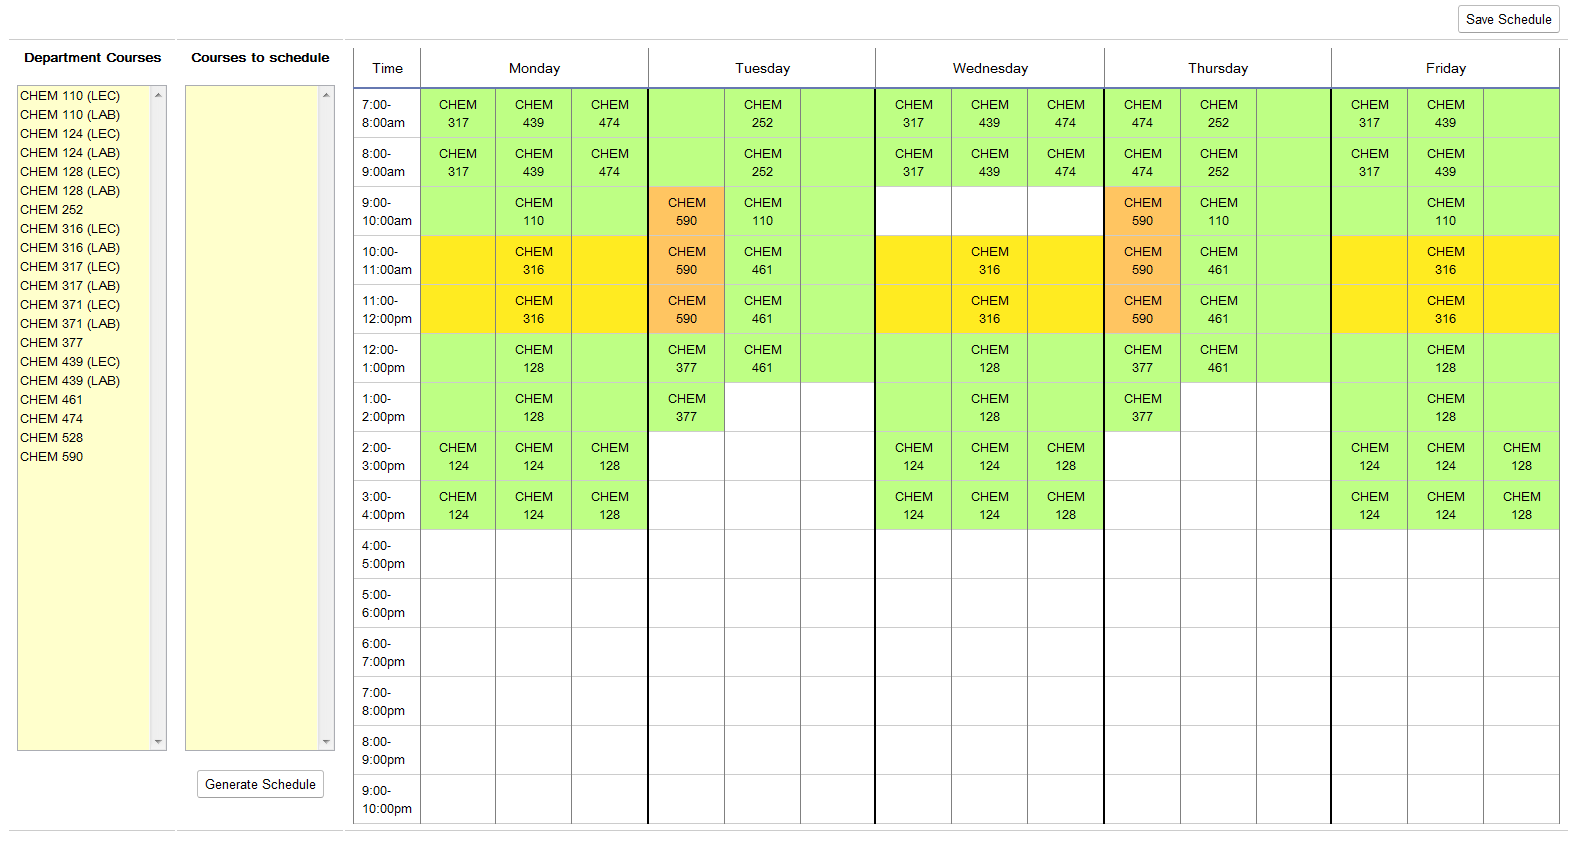 Save Schedule
Department Courses
CHEM 110 (LEC)
CHEM 110 (LAB)
CHEM 124 (LEC)
CHEM 124 (LAB)
CHEM 128 (LEC)
CHEM 128 (LAB)
CHEM 252
CHEM 316 (LEC)
CHEM 316 (LAB)
CHEM 317 (LEC)
CHEM 317 (LAB)
CHEM 371 (LEC)
CHEM 371 (LAB)
CHEM 377
CHEM 439 (LEC)
CHEM 439 (LAB)
CHEM 461
CHEM 474
CHEM 528
CHEM 590
Courses to schedule
Generate Schedule
Time Monday Tuesday Wednesday Thursday Friday
7:00- CHEM CHEM CHEM CHEM CHEM CHEM CHEM CHEM CHEM CHEM CHEM
8:00am 317 439 474 252 317 439 474 474 252 317 439
8:00- CHEM CHEM CHEM CHEM CHEM CHEM CHEM CHEM CHEM CHEM CHEM
9:00am 317 439 474 252 317 439 474 474 252 317 439
9:00- CHEM CHEM CHEM CHEM CHEM CHEM
10:00am 110 590 110 590 110 110
10:00- CHEM CHEM CHEM CHEM CHEM CHEM CHEM
11:00am 316 590 461 316 590 461 316
11:00- CHEM CHEM CHEM CHEM CHEM CHEM CHEM
12:00pm 316 590 461 316 590 461 316
12:00- CHEM CHEM CHEM CHEM CHEM CHEM CHEM
1:00pm 128 377 461 128 377 461 128
1:00- CHEM CHEM CHEM CHEM CHEM
2:00pm 128 377 128 377 128
2:00- CHEM CHEM CHEM CHEM CHEM CHEM CHEM CHEM CHEM
3:00pm 124 124 128 124 124 128 124 124 128
3:00- CHEM CHEM CHEM CHEM CHEM CHEM CHEM CHEM CHEM
4:00pm 124 124 128 124 124 128 124 124 128
4:00-
5:00pm
5:00-
6:00pm
6:00-
7:00pm
7:00-
8:00pm
8:00-
9:00pm
9:00-
10:00pm